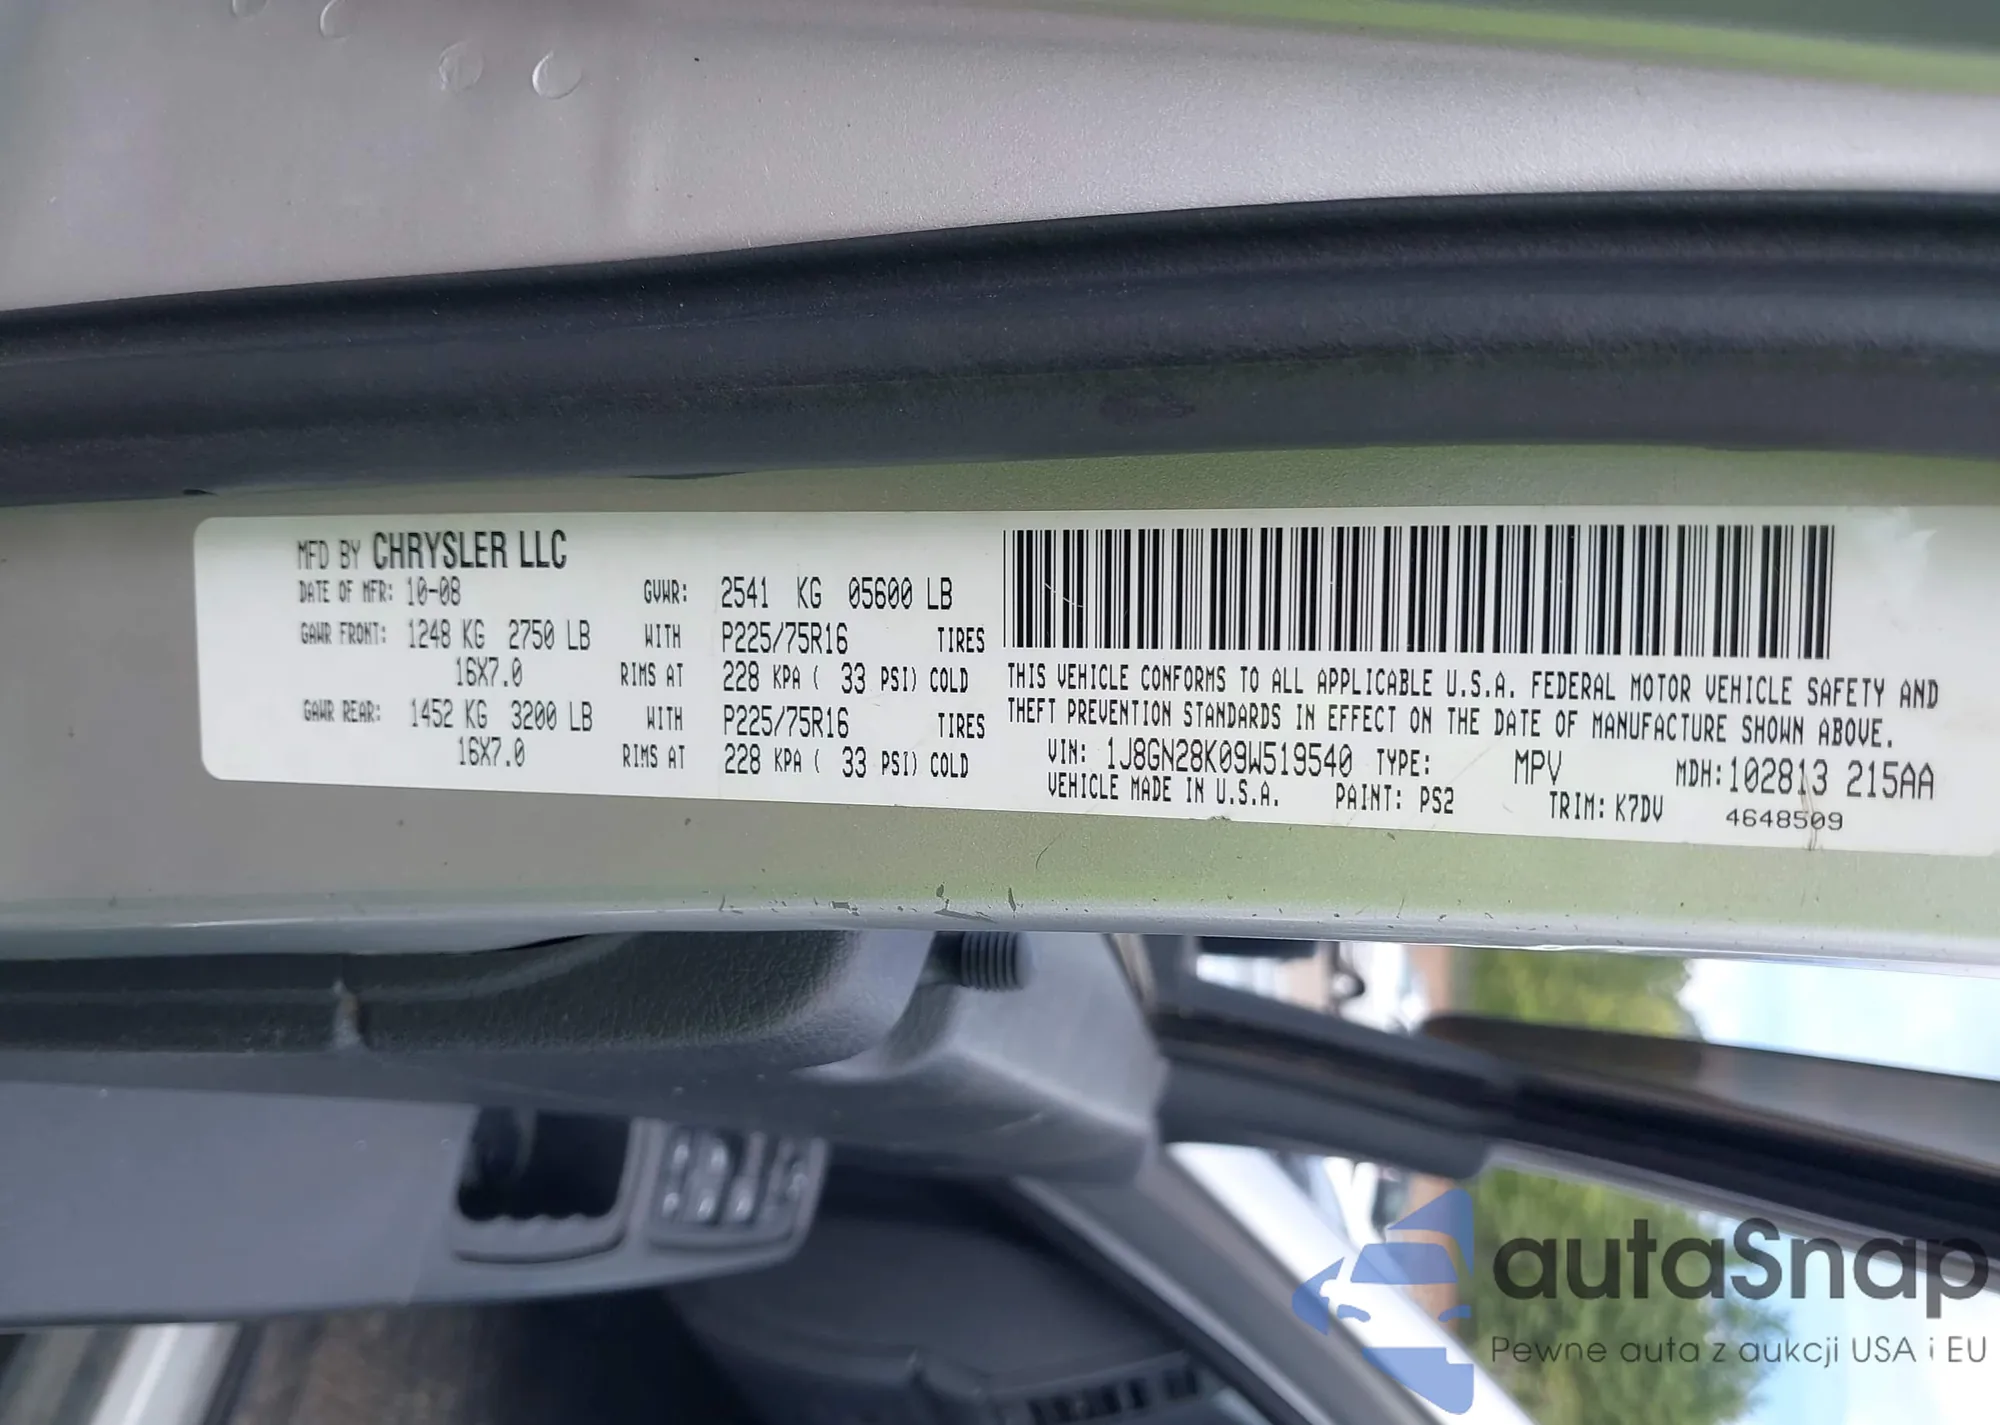 MFD BY CHRYSLER LLC
DATE OF MFR: 10-08 GVWR: 2541 KG 05600 LB
GAWR FRONT: 1248 KG 2750 LB WITH P225/75R16 TIRES
16X7.0 RIMS AT 228 KPA ( 33 PSI) COLD
GAWR REAR: 1452 KG 3200 LB WITH P225/75R16 TIRES
16X7.0 RIMS AT 228 KPA ( 33 PSI) COLD
THIS VEHICLE CONFORMS TO ALL APPLICABLE U.S.A. FEDERAL MOTOR VEHICLE SAFETY AND
THEFT PREVENTION STANDARDS IN EFFECT ON THE DATE OF MANUFACTURE SHOWN ABOVE.
VIN: 1J8GN28K09W519540 TYPE: MPV MDH: 102813 215AA
VEHICLE MADE IN U.S.A. PAINT: PS2 TRIM: K7DV 4648509
autaSnap
Pewne auta z aukcji USA i EU